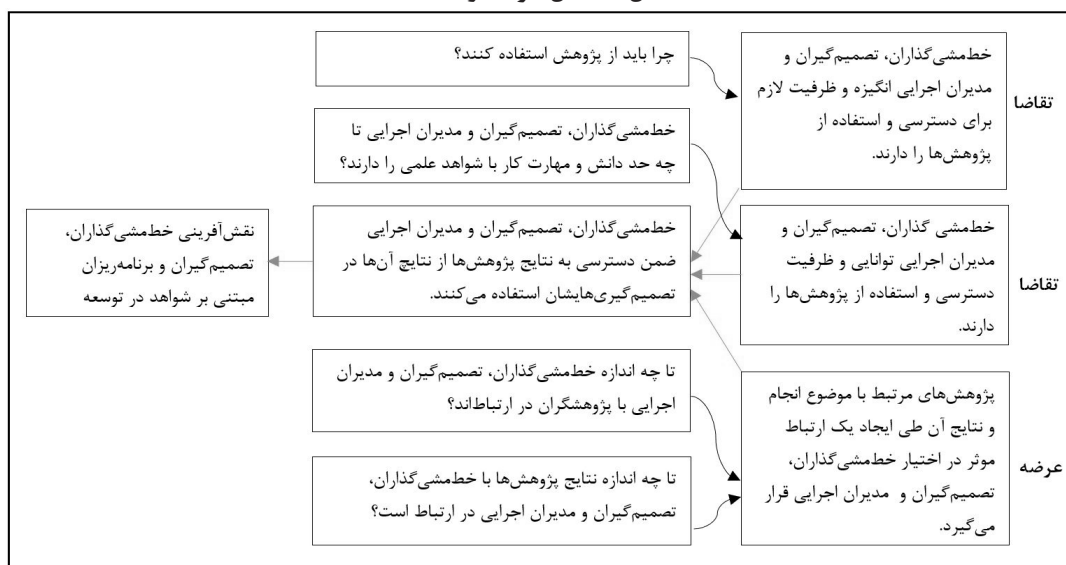 تقاضا
خط‌مشی‌گذاران، تصمیم‌گیران و
مدیران اجرایی انگیزه و ظرفیت لازم
برای دسترسی و استفاده از
پژوهش‌ها را دارند.
چرا باید از پژوهش استفاده کنند؟
خط‌مشی‌گذاران، تصمیم‌گیران و مدیران اجرایی تا
چه حد دانش و مهارت کار با شواهد علمی را دارند؟
تقاضا
خط‌مشی گذاران، تصمیم‌گیران و
مدیران اجرایی توانایی و ظرفیت
دسترسی و استفاده از پژوهش‌ها را
دارند.
خط‌مشی‌گذاران، تصمیم‌گیران و مدیران اجرایی
ضمن دسترسی به نتایج پژوهش‌ها از نتایچ آن‌ها در
تصمیم‌گیری‌هایشان استفاده می‌کنند.
نقش‌آفرینی خط‌مشی‌گذاران،
تصمیم‌گیران و برنامه‌ریزان
مبتنی بر شواهد در توسعه
عرضه
پژوهش‌های مرتبط با موضوع انجام
و نتایج آن طی ایجاد یک ارتباط
موثر در اختیار خط‌مشی‌گذاران،
تصمیم‌گیران و مدیران اجرایی قرار
می‌گیرد.
تا چه اندازه خط‌مشی‌گذاران، تصمیم‌گیران و مدیران
اجرایی با پژوهشگران در ارتباط‌اند؟
تا چه اندازه نتایج پژوهش‌ها با خط‌مشی‌گذاران،
تصمیم‌گیران و مدیران اجرایی در ارتباط است؟